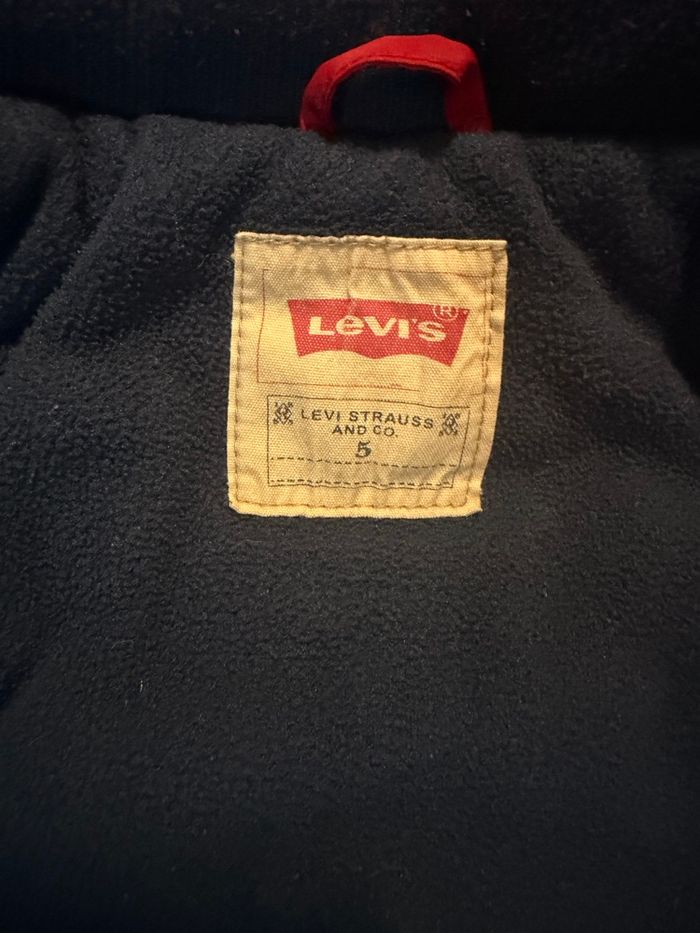 LEVI'S ®
LEVI STRAUSS
AND CO.
5